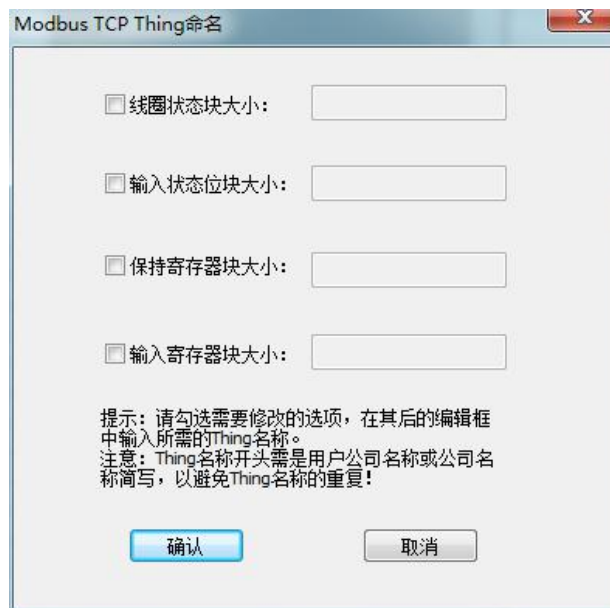 Modbus TCP Thing命名
线圈状态块大小：
输入状态位块大小：
保持寄存器块大小：
输入寄存器块大小：
提示：请勾选需要修改的选项，在其后的编辑框
中输入所需的Thing名称。
注意：Thing名称开头需是用户公司名称或公司名
称简写，以避免Thing名称的重复!
确认
取消